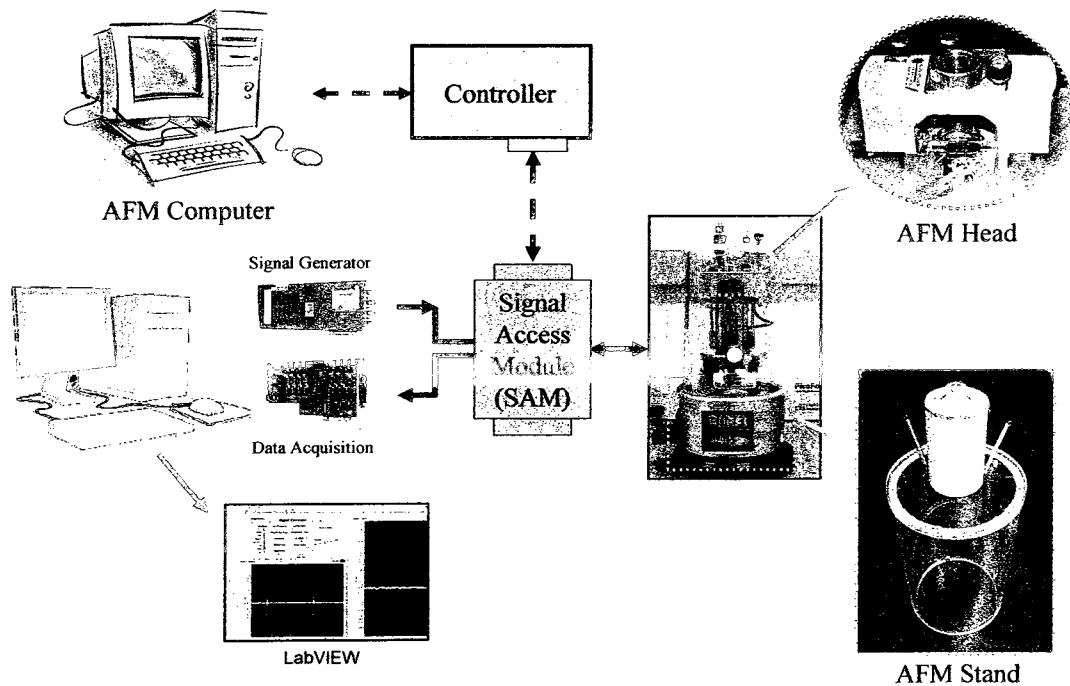 Controller
AFM Computer
AFM Head
Signal Generator
Signal
Access
Module
(SAM)
Data Acquisition
LabVIEW
AFM Stand